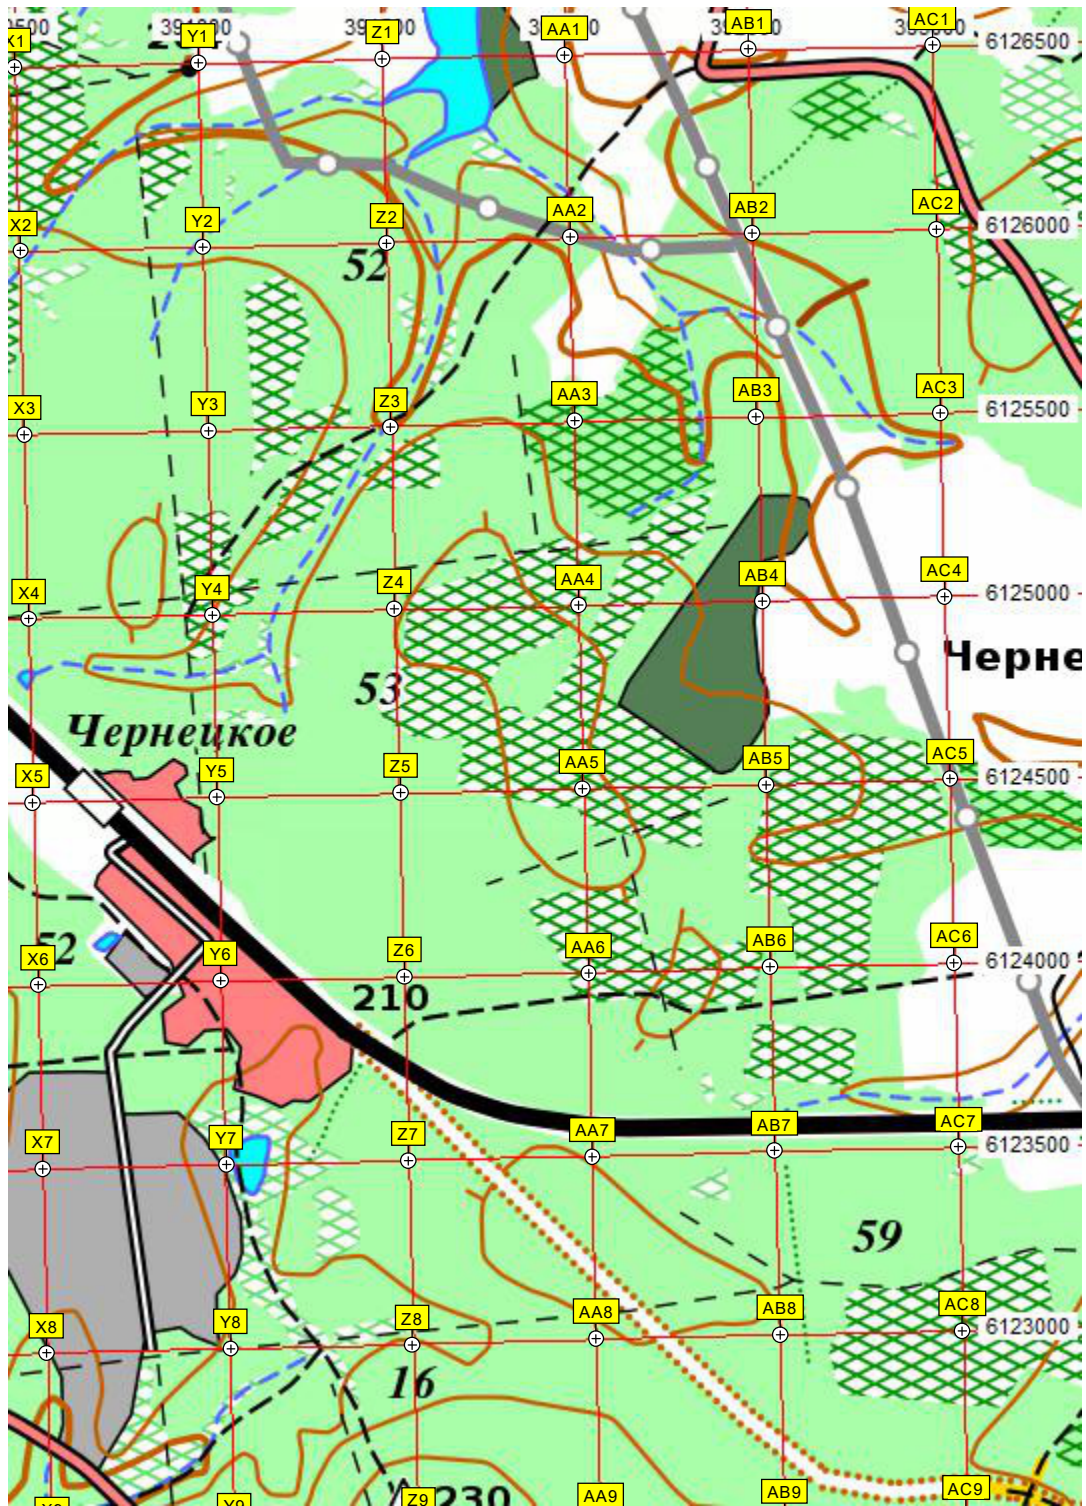 X1 Y1 Z1 AA1 AB1 AC1
6126500
X2 Y2 Z2 AA2 AB2 AC2
6126000
52
X3 Y3 Z3 AA3 AB3 AC3
6125500
X4 Y4 Z4 AA4 AB4 AC4
6125000
Черне
53
Чернецкое
X5 Y5 Z5 AA5 AB5 AC5
6124500
X6 Y6 Z6 AA6 AB6 AC6
52
6124000
210
X7 Y7 Z7 AA7 AB7 AC7
6123500
59
X8 Y8 Z8 AA8 AB8 AC8
6123000
16
230
Z9 AA9 AB9 AC9